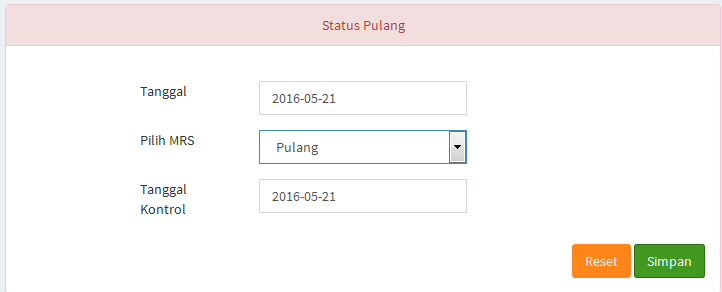 Status Pulang
Tanggal
2016-05-21
Pilih MRS
Pulang
Tanggal
Kontrol
2016-05-21
Reset
Simpan